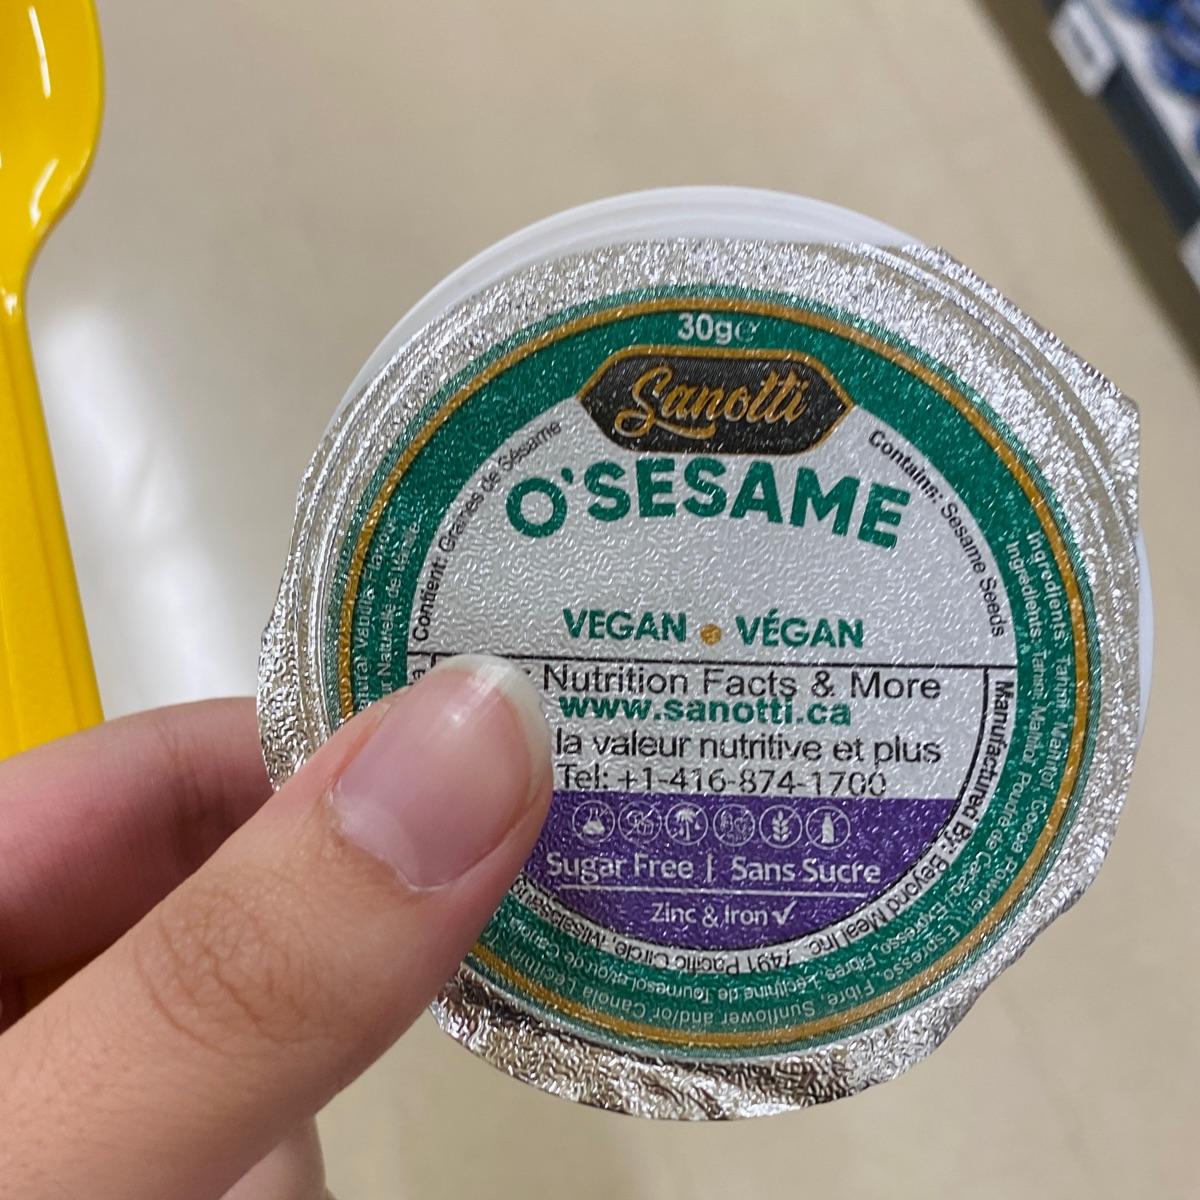 30g℮
Sanotti
O'SESAME
Contient: Graines de Sésame
Contains: Sesame Seeds
VEGAN • VÉGAN
Nutrition Facts & More
www.sanotti.ca
la valeur nutritive et plus
Tel: +1-416-874-1700
Sugar Free | Sans Sucre
Zinc & Iron ✓
Manufactured By: Beyond Meal Inc. 7491 Pacific Circle,
Ingredients: Tahini, Maltitol, Cocoa Powder, Espresso, Fibre, Sunflower and/or Canola
Ingrédients: Tahini, Maltitol, Poudre de Cacao, Expresso, Fibres, Lécithine de Tournesol et/ou de Canola